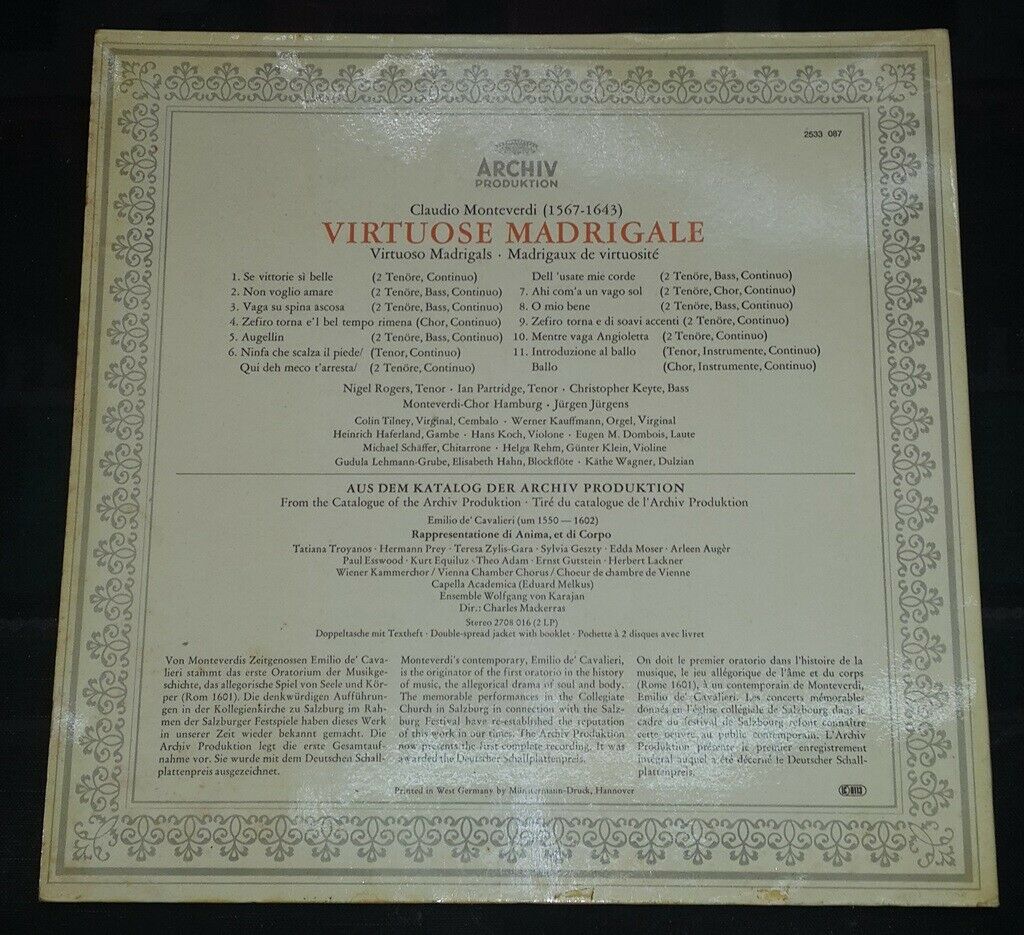 2533 087
ARCHIV
PRODUKTION
Claudio Monteverdi (1567-1643)
VIRTUOSE MADRIGALE
Virtuoso Madrigals · Madrigaux de virtuosité
1. Se vittorie sì belle (2 Tenöre, Continuo)
2. Non voglio amare (2 Tenöre, Bass, Continuo)
3. Vaga su spina ascosa (2 Tenöre, Bass, Continuo)
4. Zefiro torna e'l bel tempo rimena (Chor, Continuo)
5. Augellin (2 Tenöre, Bass, Continuo)
6. Ninfa che scalza il piede/ (Tenor, Continuo)
Qui deh meco t'arresta/ (2 Tenöre, Continuo)
Dell 'usate mie corde (2 Tenöre, Bass, Continuo)
7. Ahi com'a un vago sol (2 Tenöre, Chor, Continuo)
8. O mio bene (2 Tenöre, Bass, Continuo)
9. Zefiro torna e di soavi accenti (2 Tenöre, Continuo)
10. Mentre vaga Angioletta (2 Tenöre, Continuo)
11. Introduzione al ballo (Tenor, Instrumente, Continuo)
Ballo (Chor, Instrumente, Continuo)
Nigel Rogers, Tenor · Ian Partridge, Tenor · Christopher Keyte, Bass
Monteverdi-Chor Hamburg · Jürgen Jürgens
Colin Tilney, Virginal, Cembalo · Werner Kauffmann, Orgel, Virginal
Heinrich Haferland, Gambe · Hans Koch, Violone · Eugen M. Dombois, Laute
Michael Schäffer, Chitarrone · Helga Rehm, Günter Klein, Violine
Gudula Lehmann-Grube, Elisabeth Hahn, Blockflöte · Käthe Wagner, Dulzian
AUS DEM KATALOG DER ARCHIV PRODUKTION
From the Catalogue of the Archiv Produktion · Tiré du catalogue de l'Archiv Produktion
Emilio de' Cavalieri (um 1550 — 1602)
Rappresentatione di Anima, et di Corpo
Tatiana Troyanos · Hermann Prey · Teresa Zylis-Gara · Sylvia Geszty · Edda Moser · Arleen Augèr
Paul Esswood · Kurt Equiluz · Theo Adam · Ernst Gutstein · Herbert Lackner
Wiener Kammerchor / Vienna Chamber Chorus / Choeur de chambre de Vienne
Capella Academica (Eduard Melkus)
Ensemble Wolfgang von Karajan
Dir.: Charles Mackerras
Stereo 2708 016 (2 LP)
Doppeltasche mit Textheft · Double-spread jacket with booklet · Pochette à 2 disques avec livret
Von Monteverdis Zeitgenossen Emilio de' Cava-
lieri stammt das erste Oratorium der Musikge-
schichte, das allegorische Spiel von Seele und Kör-
per (Rom 1601). Die denkwürdigen Aufführun-
gen in der Kollegienkirche zu Salzburg im Rah-
men der Salzburger Festspiele haben dieses Werk
in unserer Zeit wieder bekannt gemacht. Die
Archiv Produktion legt die erste Gesamtauf-
nahme vor. Sie wurde mit dem Deutschen Schall-
plattenpreis ausgezeichnet.
Monteverdi's contemporary, Emilio de' Cavalieri,
is the originator of the first oratorio in the history
of music, the allegorical drama of soul and body.
The memorable performances in the Collegiate
Church in Salzburg in connection with the Salz-
burg Festival have re-established the reputation
of this work in our times. The Archiv Produktion
now presents the first complete recording. It was
awarded the Deutscher Schallplattenpreis.
On doit le premier oratorio dans l'histoire de la
musique, le jeu allégorique de l'âme et du corps
(Rome 1601), à un contemporain de Monteverdi,
Emilio de' Cavalieri. Les concerts mémorables
donnés en l'église collégiale de Salzbourg dans le
cadre du festival de Salzbourg refont connaître
cette oeuvre au public contemporain. L'Archiv
Produktion présente le premier enregistrement
intégral auquel a été décerné le Deutscher Schall-
plattenpreis.
Printed in West Germany by Münstermann-Druck, Hannover